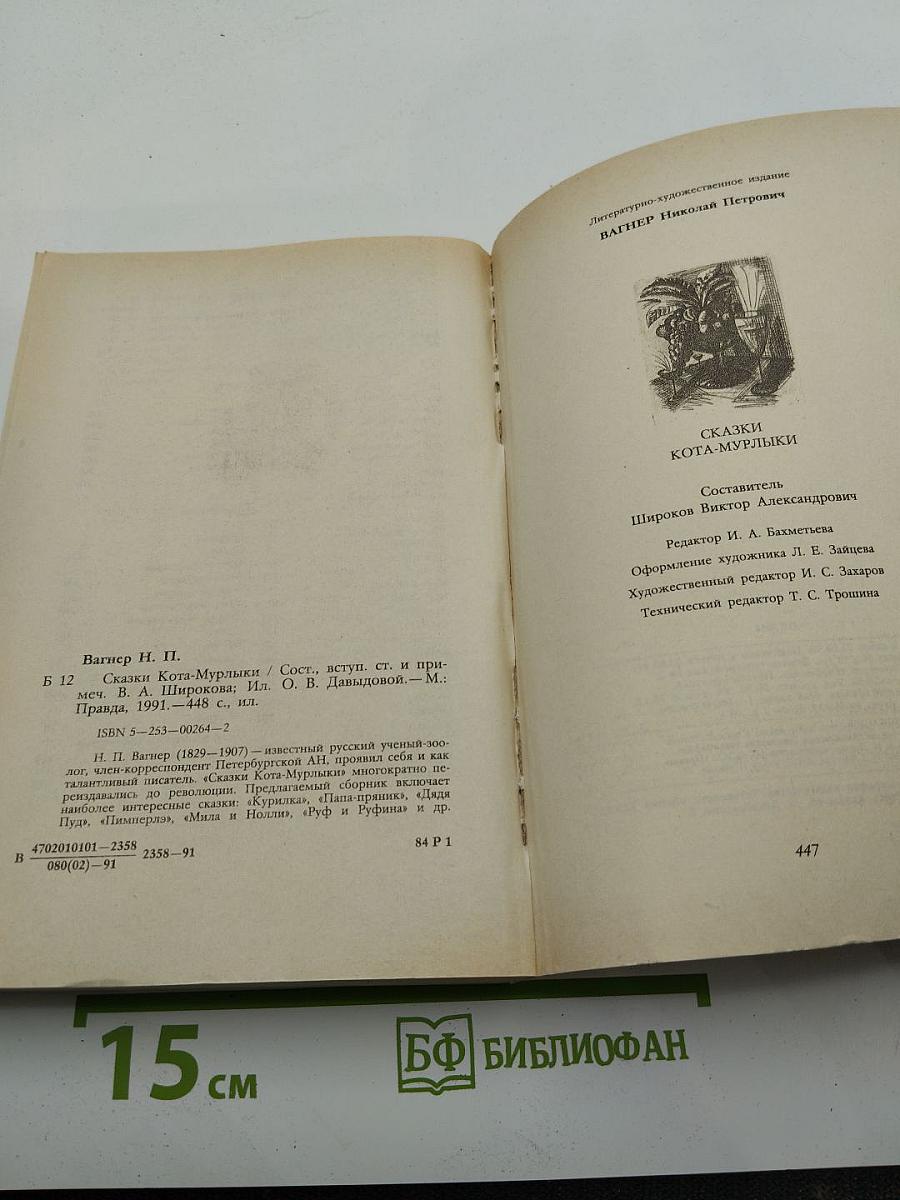 Вагнер Н. П.
Б 12 Сказки Кота-Мурлыки / Сост., вступ. ст. и при-
меч. В. А. Широкова; Ил. О. В. Давыдовой.— М.:
Правда, 1991.—448 с., ил.
ISBN 5—253—00264—2
Н. П. Вагнер (1829—1907) — известный русский ученый-зоо-
лог, член-корреспондент Петербургской АН, проявил себя и как
талантливый писатель. «Сказки Кота-Мурлыки» многократно пе-
реиздавались до революции. Предлагаемый сборник включает
наиболее интересные сказки: «Курилка», «Папа-пряник», «Дядя
Пуд», «Пимперлэ», «Мила и Нолли», «Руф и Руфина» и др.
В 4702010101—2358
080(02)—91
2358—91
84 Р 1
Литературно-художественное издание
ВАГНЕР Николай Петрович
СКАЗКИ
КОТА-МУРЛЫКИ
Составитель
Широков Виктор Александрович
Редактор И. А. Бахметьева
Оформление художника Л. Е. Зайцева
Художественный редактор И. С. Захаров
Технический редактор Т. С. Трошина
447
15 см
БФ БИБЛИОФАН